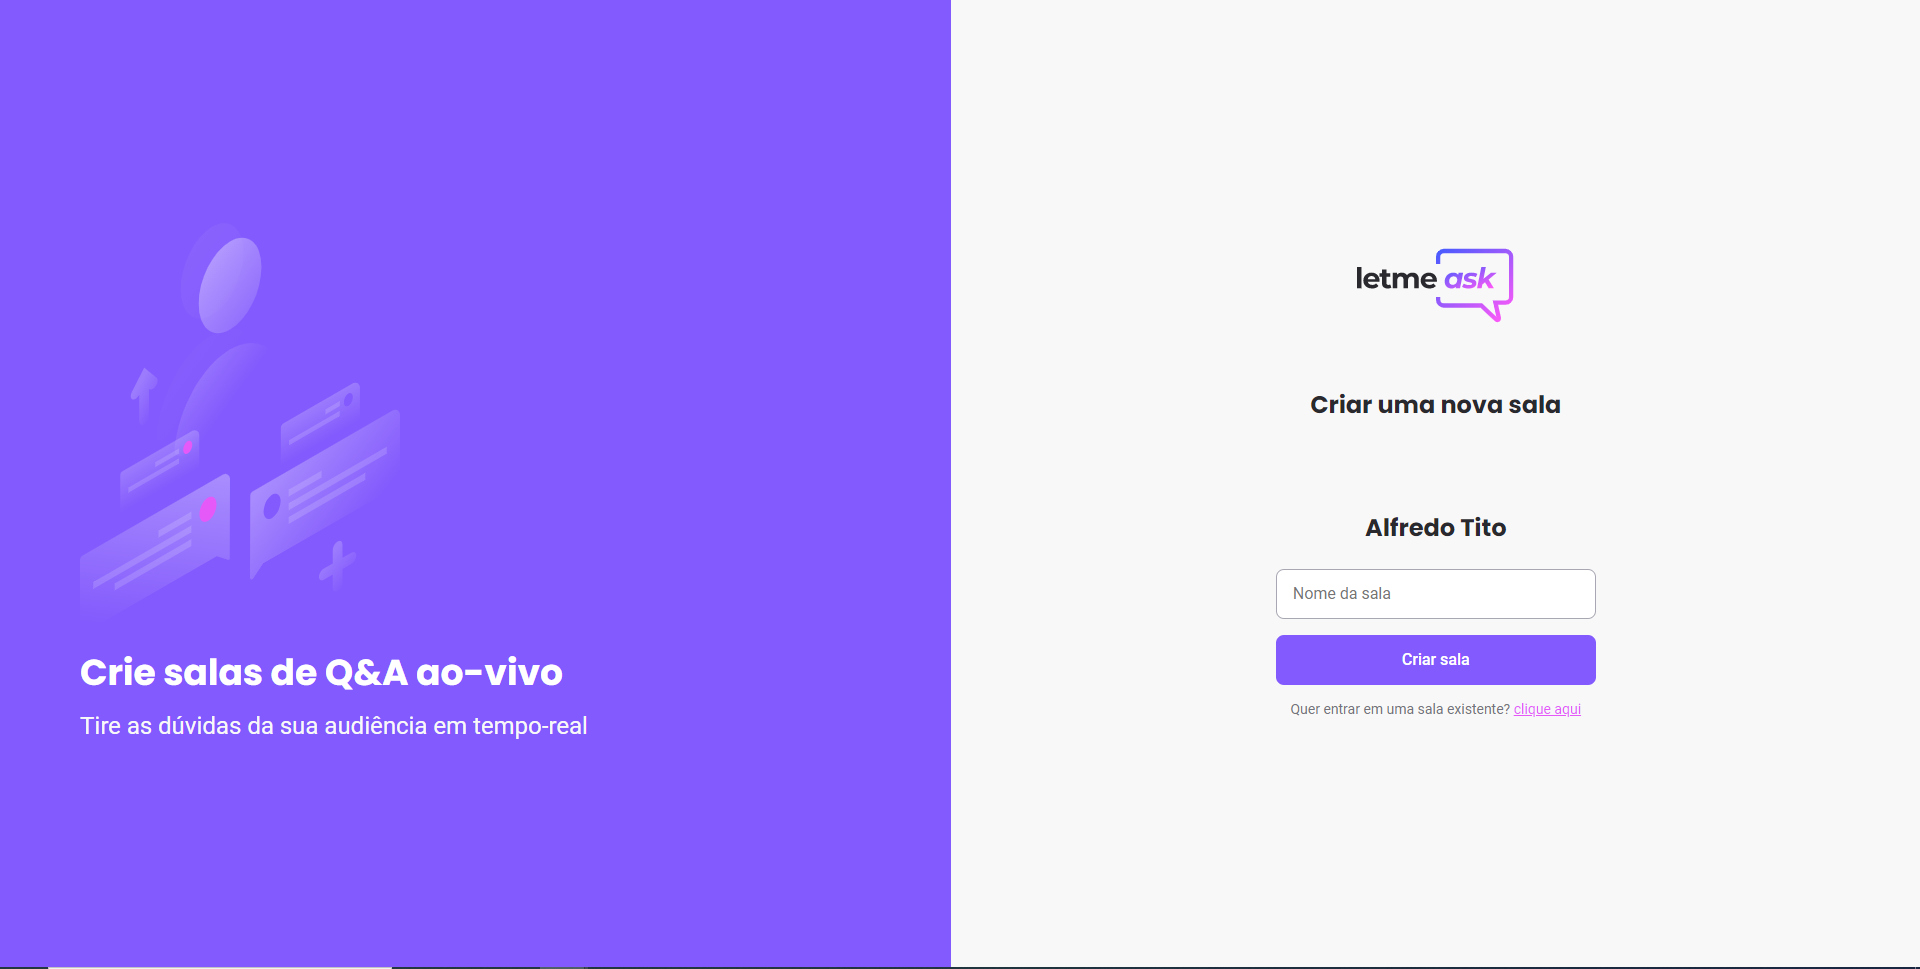 Crie salas de Q&A ao-vivo
Tire as dúvidas da sua audiência em tempo-real
letme ask
Criar uma nova sala
Alfredo Tito
Nome da sala
Criar sala
Quer entrar em uma sala existente? clique aqui